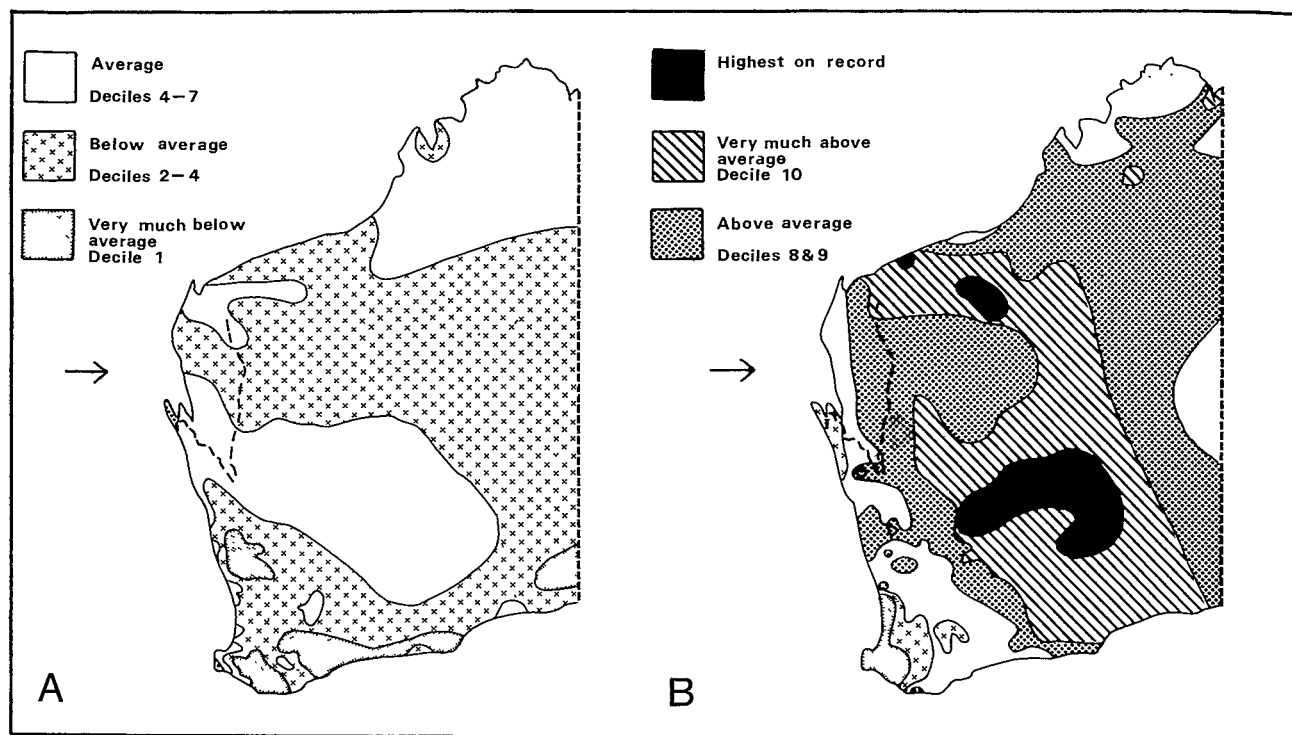 Average
Deciles 4–7
Below average
Deciles 2–4
Very much below
average
Decile 1
A
Highest on record
Very much above
average
Decile 10
Above average
Deciles 8&9
B